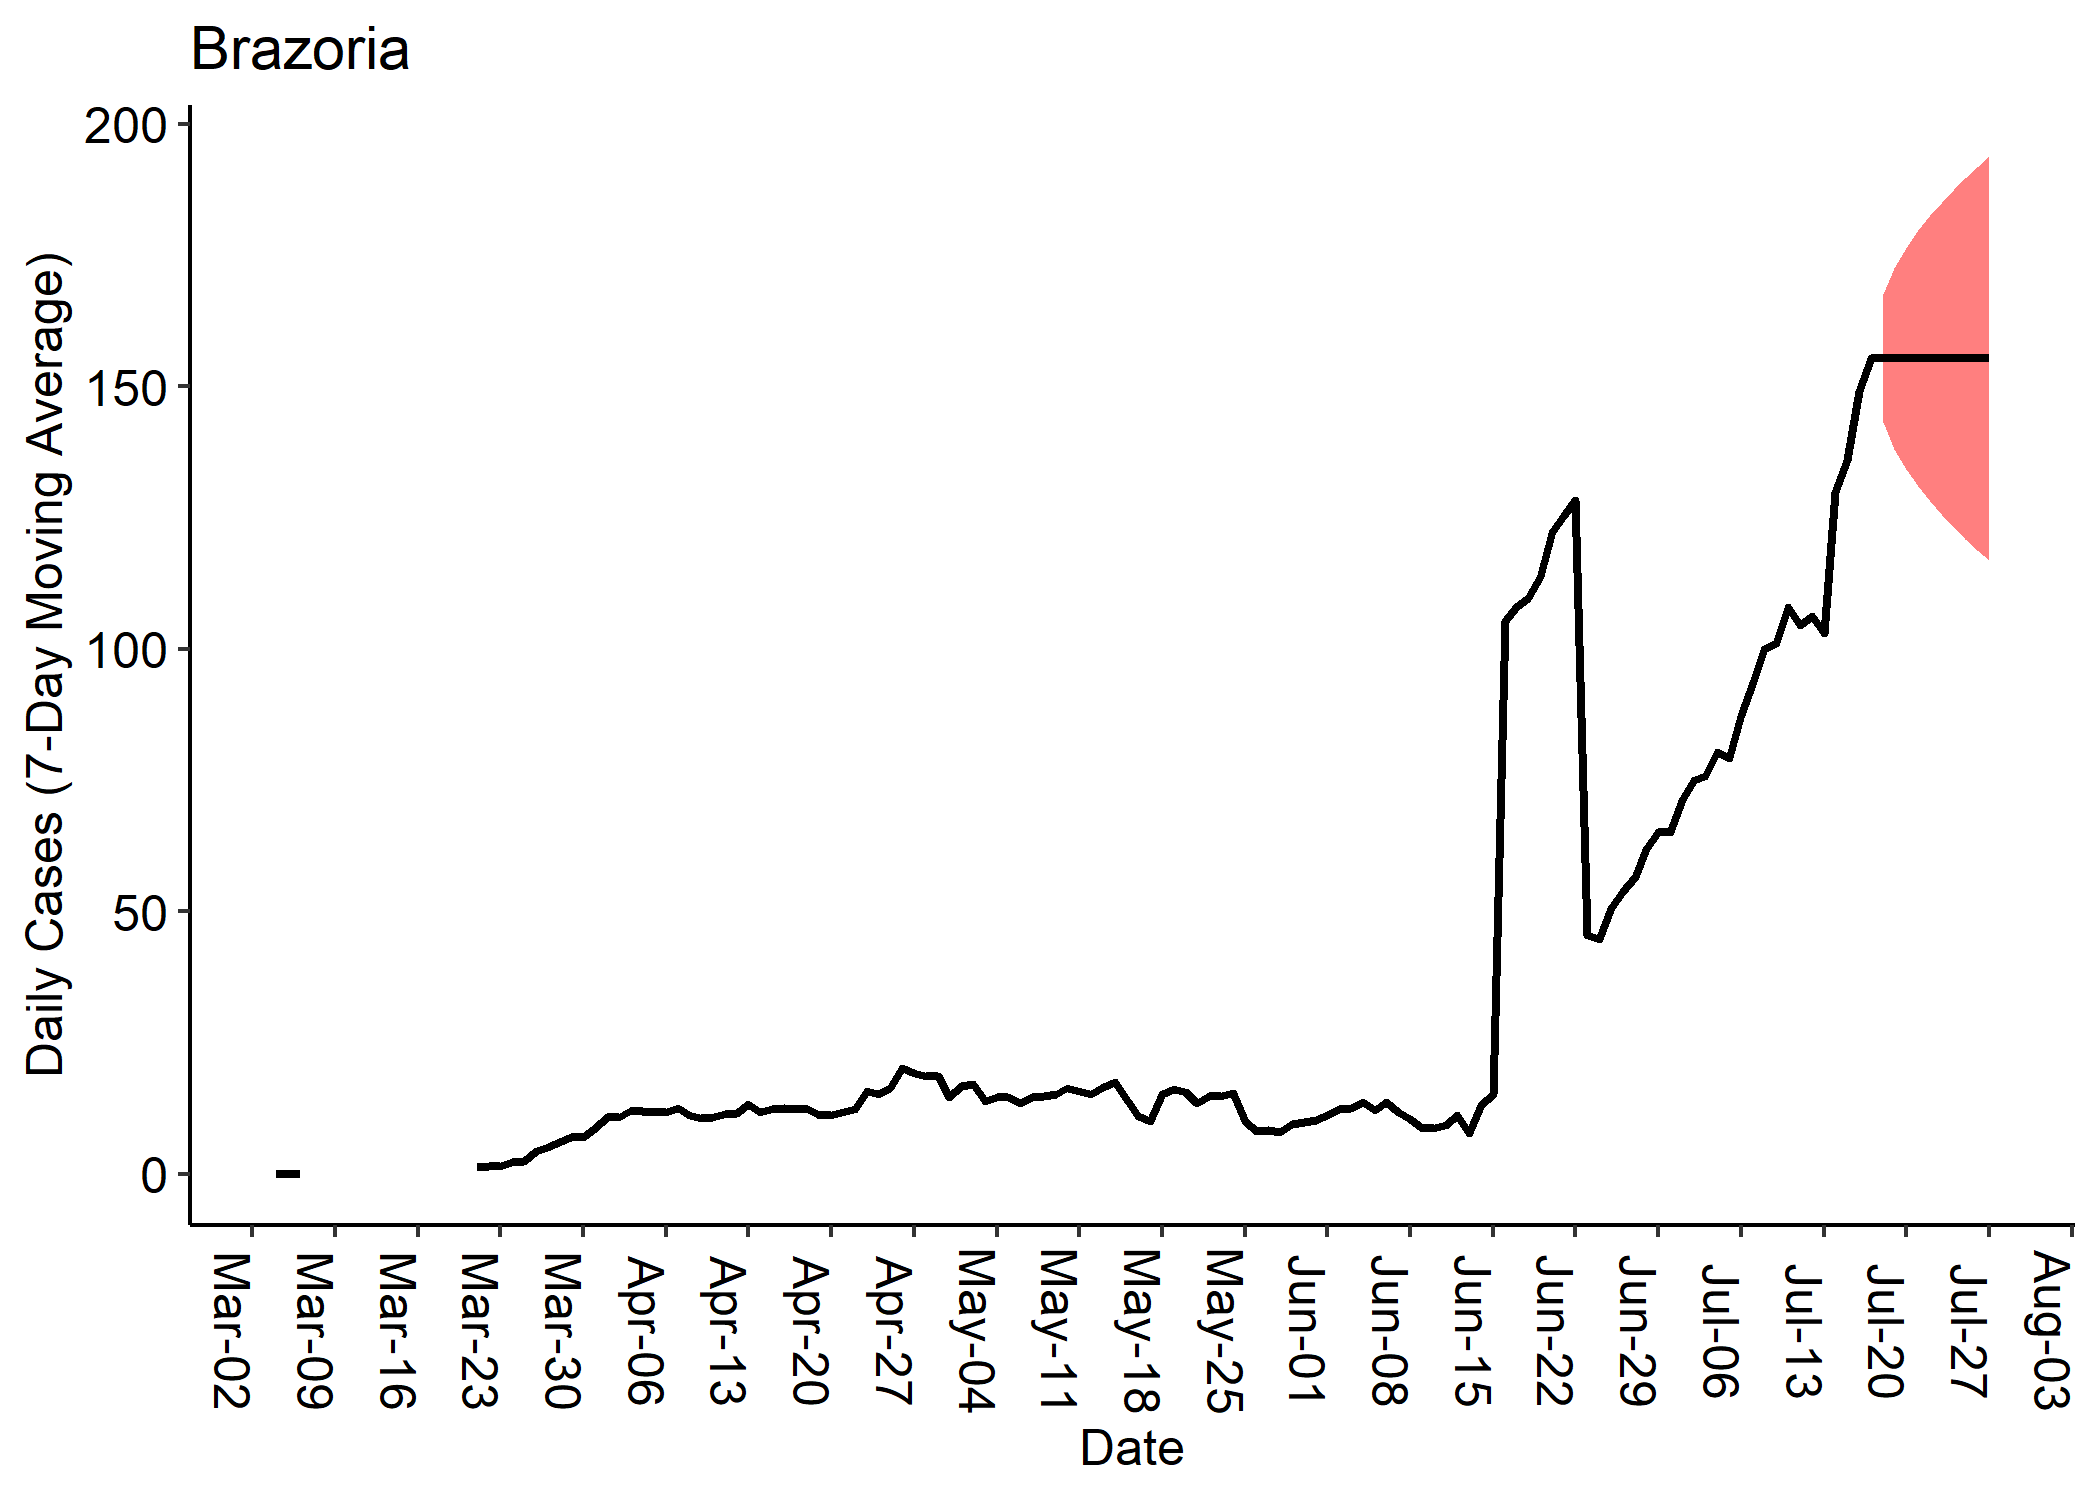 Brazoria
200
150
100
50
0
Daily Cases (7-Day Moving Average)
Mar-02
Mar-09
Mar-16
Mar-23
Mar-30
Apr-06
Apr-13
Apr-20
Apr-27
May-04
May-11
May-18
May-25
Jun-01
Jun-08
Jun-15
Jun-22
Jun-29
Jul-06
Jul-13
Jul-20
Jul-27
Aug-03
Date